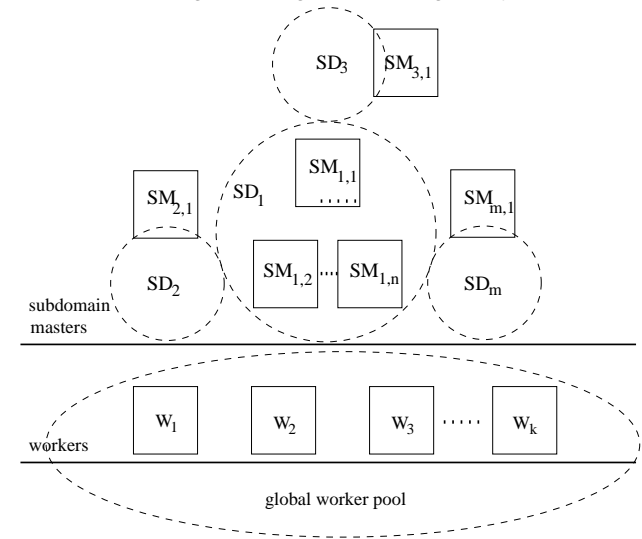 SD3
SM3,1
SM1,1
SD1
SM2,1
SMm,1
SM1,2
SM1,n
SD2
SDm
subdomain
masters
W1
W2
W3
Wk
workers
global worker pool